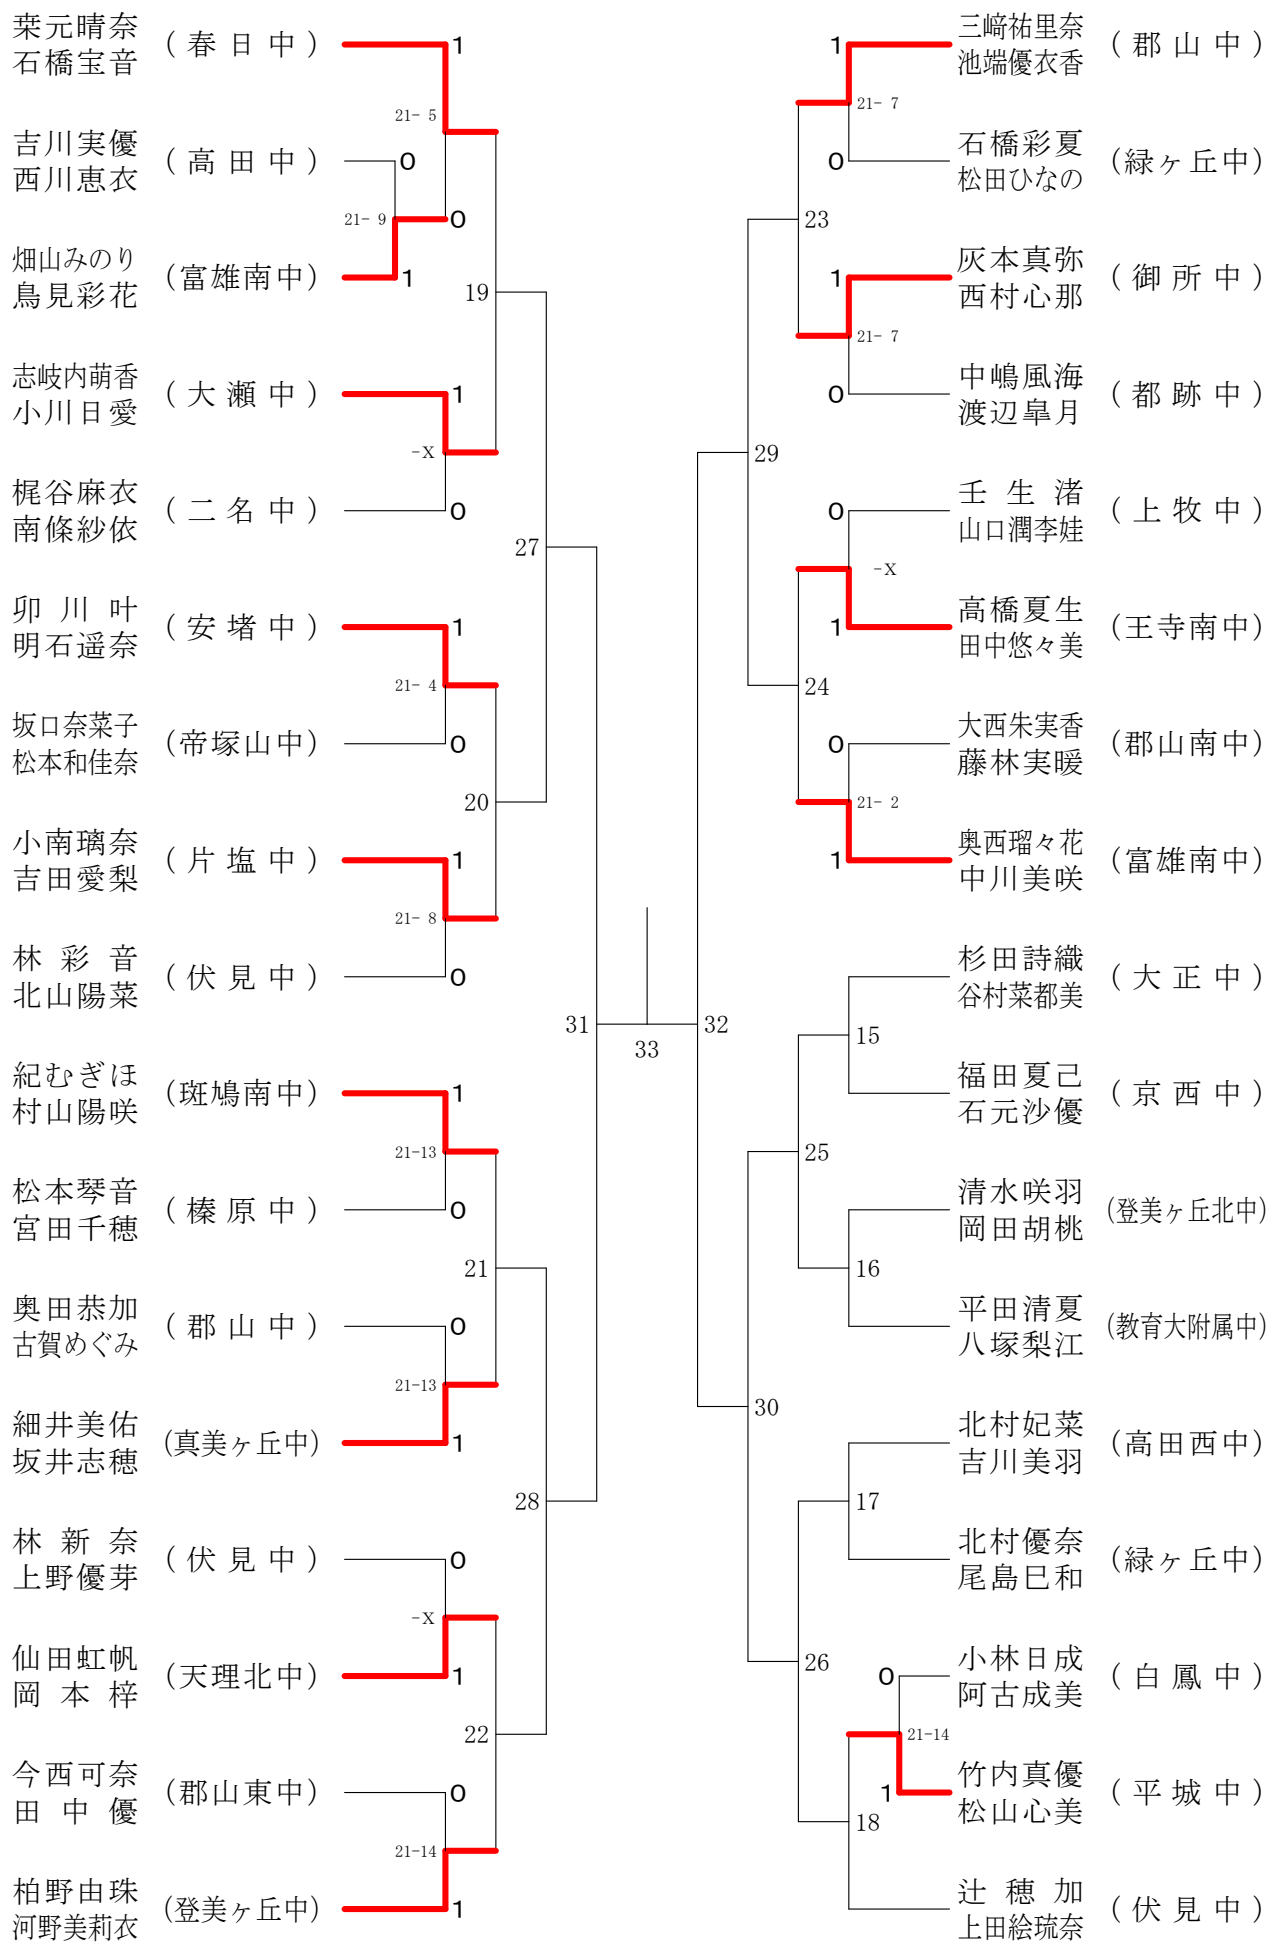 桒元晴奈
石橋宝音
(春日中)
1
21- 5
吉川実優
西川恵衣
(高田中)
0
21- 9
0
畑山みのり
鳥見彩花
(富雄南中)
1
19
志岐内萌香
小川日愛
(大瀬中)
1
-X
梶谷麻衣
南條紗依
(二名中)
0
27
卯川叶
明石遥奈
(安堵中)
1
21- 4
坂口奈菜子
松本和佳奈
(帝塚山中)
0
20
小南璃奈
吉田愛梨
(片塩中)
1
21- 8
林彩音
北山陽菜
(伏見中)
0
31
33
紀むぎほ
村山陽咲
(斑鳩南中)
1
21-13
松本琴音
宮田千穂
(榛原中)
0
21
奥田恭加
古賀めぐみ
(郡山中)
0
21-13
細井美佑
坂井志穂
(真美ヶ丘中)
1
28
林新奈
上野優芽
(伏見中)
0
-X
仙田虹帆
岡本梓
(天理北中)
1
22
今西可奈
田中優
(郡山東中)
0
21-14
柏野由珠
河野美莉衣
(登美ヶ丘中)
1
三﨑祐里奈
池端優衣香
(郡山中)
1
21- 7
石橋彩夏
松田ひなの
(緑ヶ丘中)
0
23
灰本真弥
西村心那
(御所中)
1
21- 7
中嶋風海
渡辺皐月
(都跡中)
0
29
壬生渚
山口潤李娃
(上牧中)
0
-X
高橋夏生
田中悠々美
(王寺南中)
1
24
大西朱実香
藤林実暖
(郡山南中)
0
21- 2
奥西瑠々花
中川美咲
(富雄南中)
1
32
杉田詩織
谷村菜都美
(大正中)
15
福田夏己
石元沙優
(京西中)
25
清水咲羽
岡田胡桃
(登美ヶ丘北中)
16
平田清夏
八塚梨江
(教育大附属中)
30
北村妃菜
吉川美羽
(高田西中)
17
北村優奈
尾島巳和
(緑ヶ丘中)
26
小林日成
阿古成美
(白鳳中)
0
21-14
竹内真優
松山心美
(平城中)
1
18
辻穂加
上田絵琉奈
(伏見中)